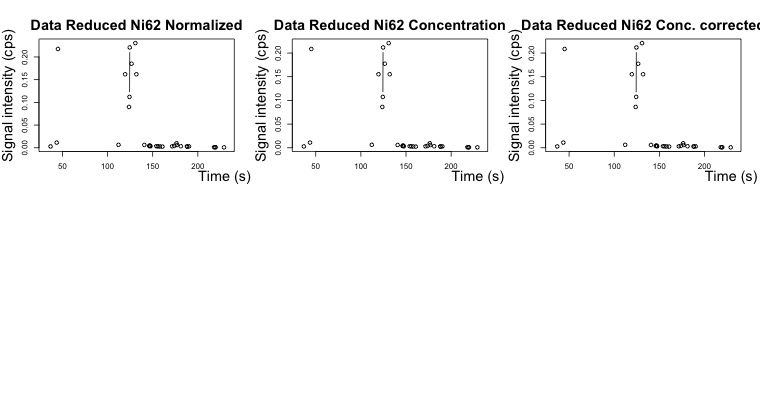 Data Reduced Ni62 Normalized
Signal intensity (cps)
0.00 0.05 0.10 0.15 0.20
50 100 150 200
Time (s)
Data Reduced Ni62 Concentration
Signal intensity (cps)
0.00 0.05 0.10 0.15 0.20
50 100 150 200
Time (s)
Data Reduced Ni62 Conc. corrected
Signal intensity (cps)
0.00 0.05 0.10 0.15 0.20
50 100 150 200
Time (s)